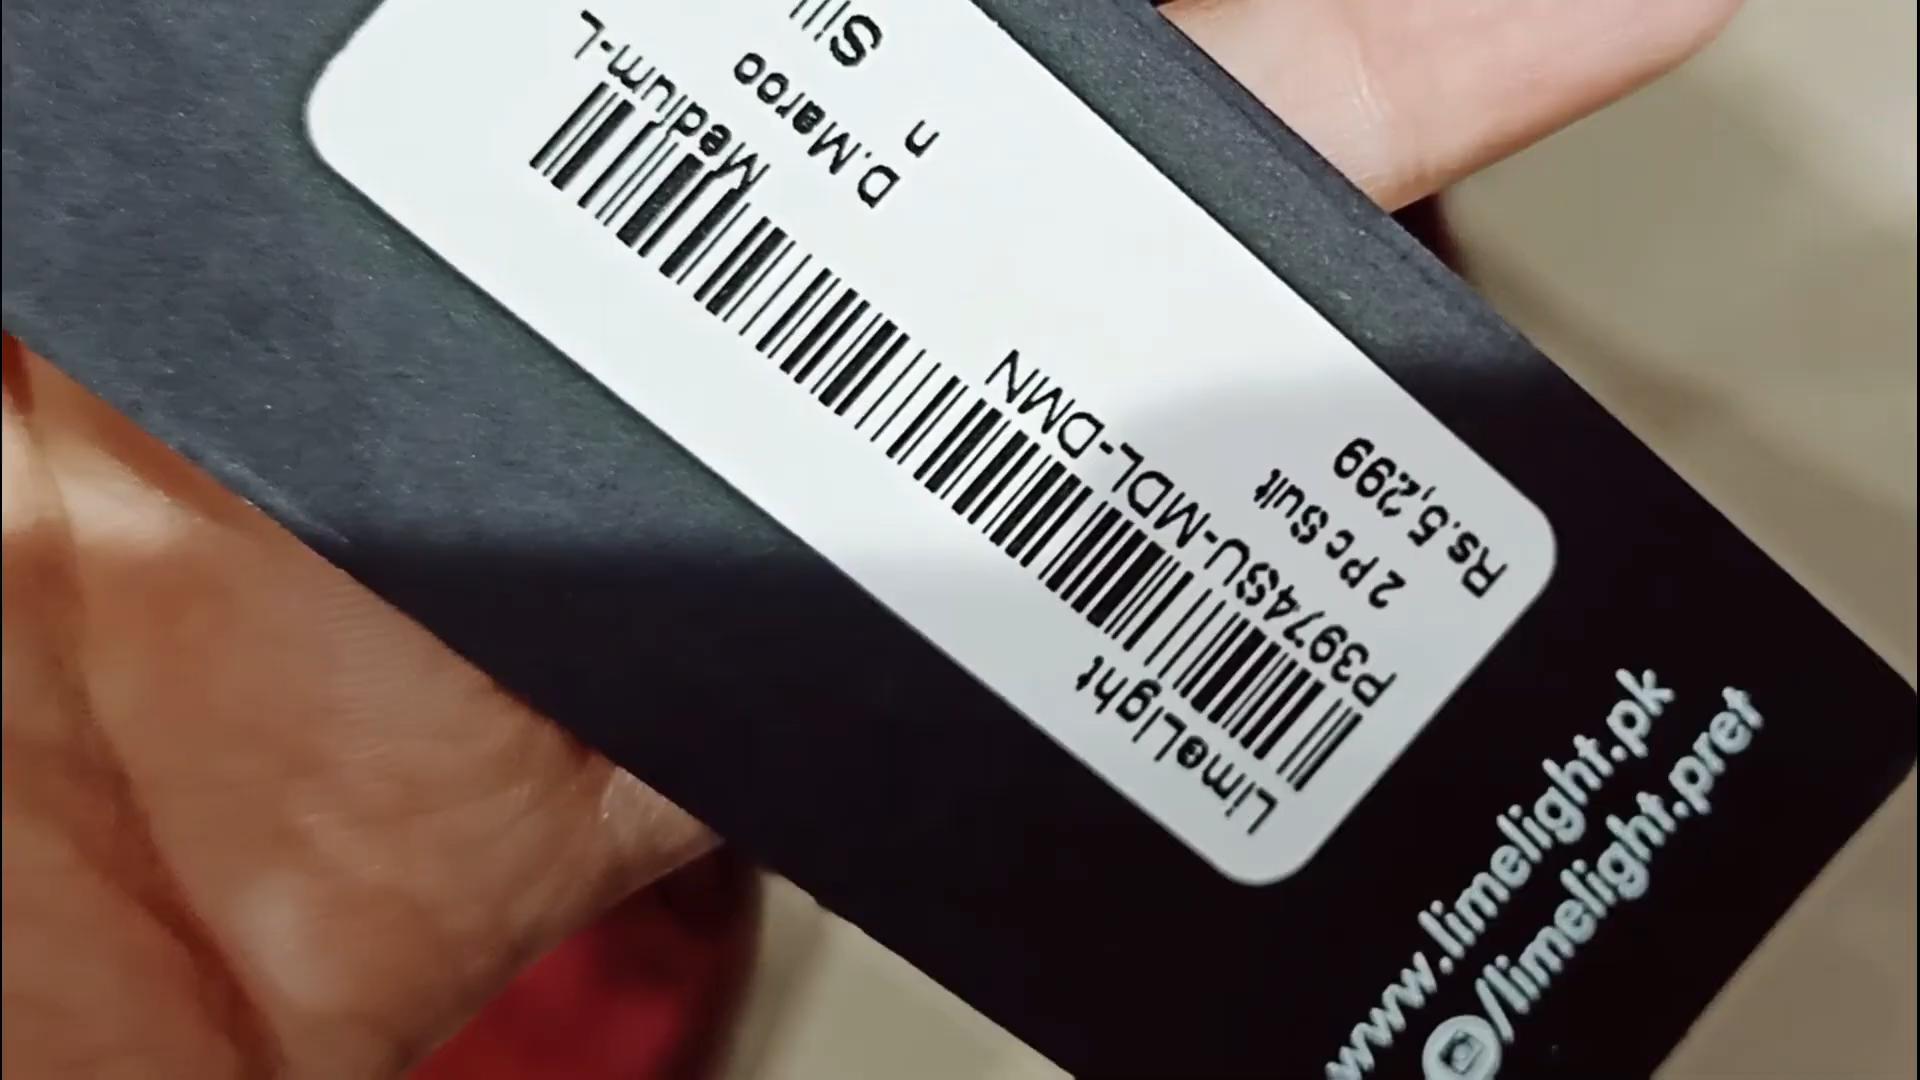 LimeLight
P3974SU-MDL-DMN
2 Pc Suit
Rs.5,299
Medium-L
D.Maroo
n
www.limelight.pk
/limelight.pret